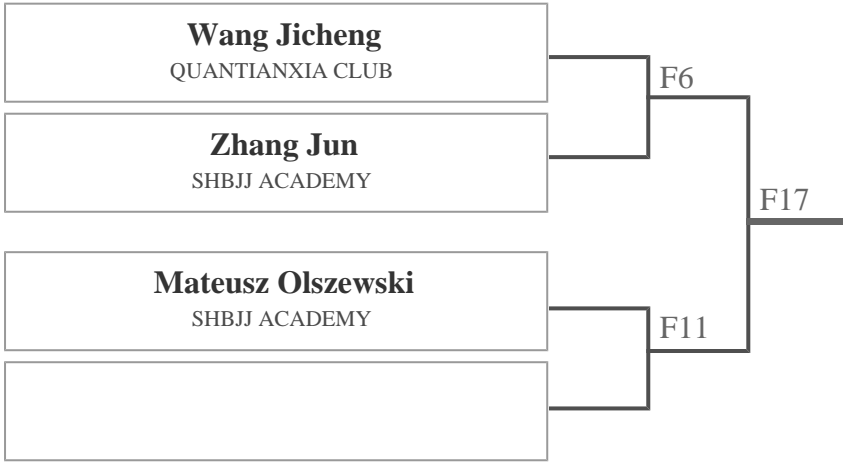 Wang Jicheng
QUANTIANXIA CLUB
F6
Zhang Jun
SHBJJ ACADEMY
F17
Mateusz Olszewski
SHBJJ ACADEMY
F11